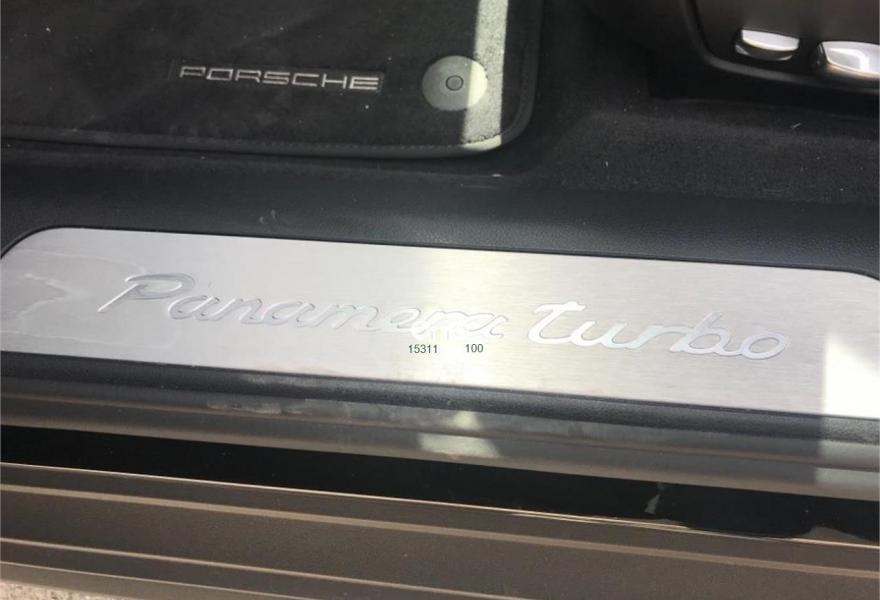 PORSCHE
Panamera turbo
15311 100